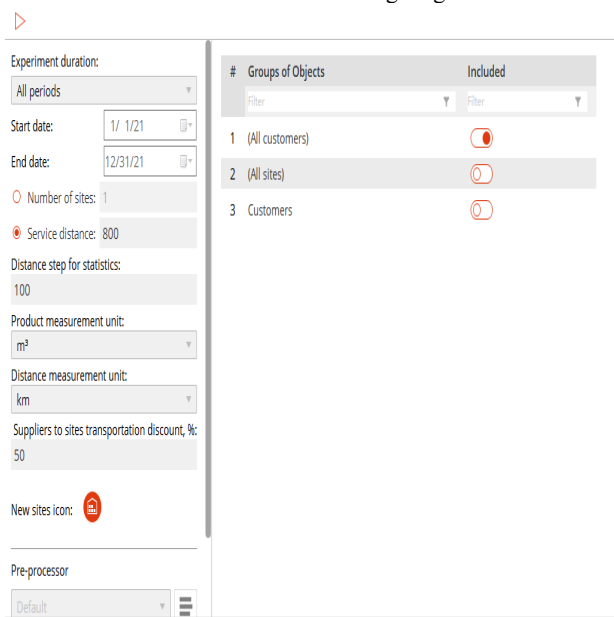 Experiment duration:
All periods
Start date: 1/ 1/21
End date: 12/31/21
Number of sites: 1
Service distance: 800
Distance step for statistics:
100
Product measurement unit:
m³
Distance measurement unit:
km
Suppliers to sites transportation discount, %:
50
New sites icon:
Pre-processor
Default
# Groups of Objects Included
Filter Filter
1 (All customers)
2 (All sites)
3 Customers